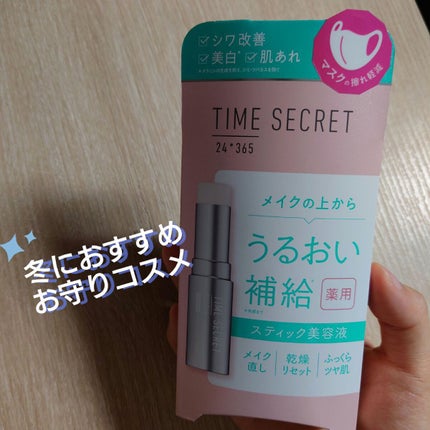 シワ改善
美白* 肌あれ
マスクの擦れ軽減
TIME SECRET
24*365
メイクの上から
うるおい
補給 薬用
スティック美容液
メイク直し
乾燥リセット
ふっくらツヤ肌
TIME SECRET
冬におすすめ
お守りコスメ